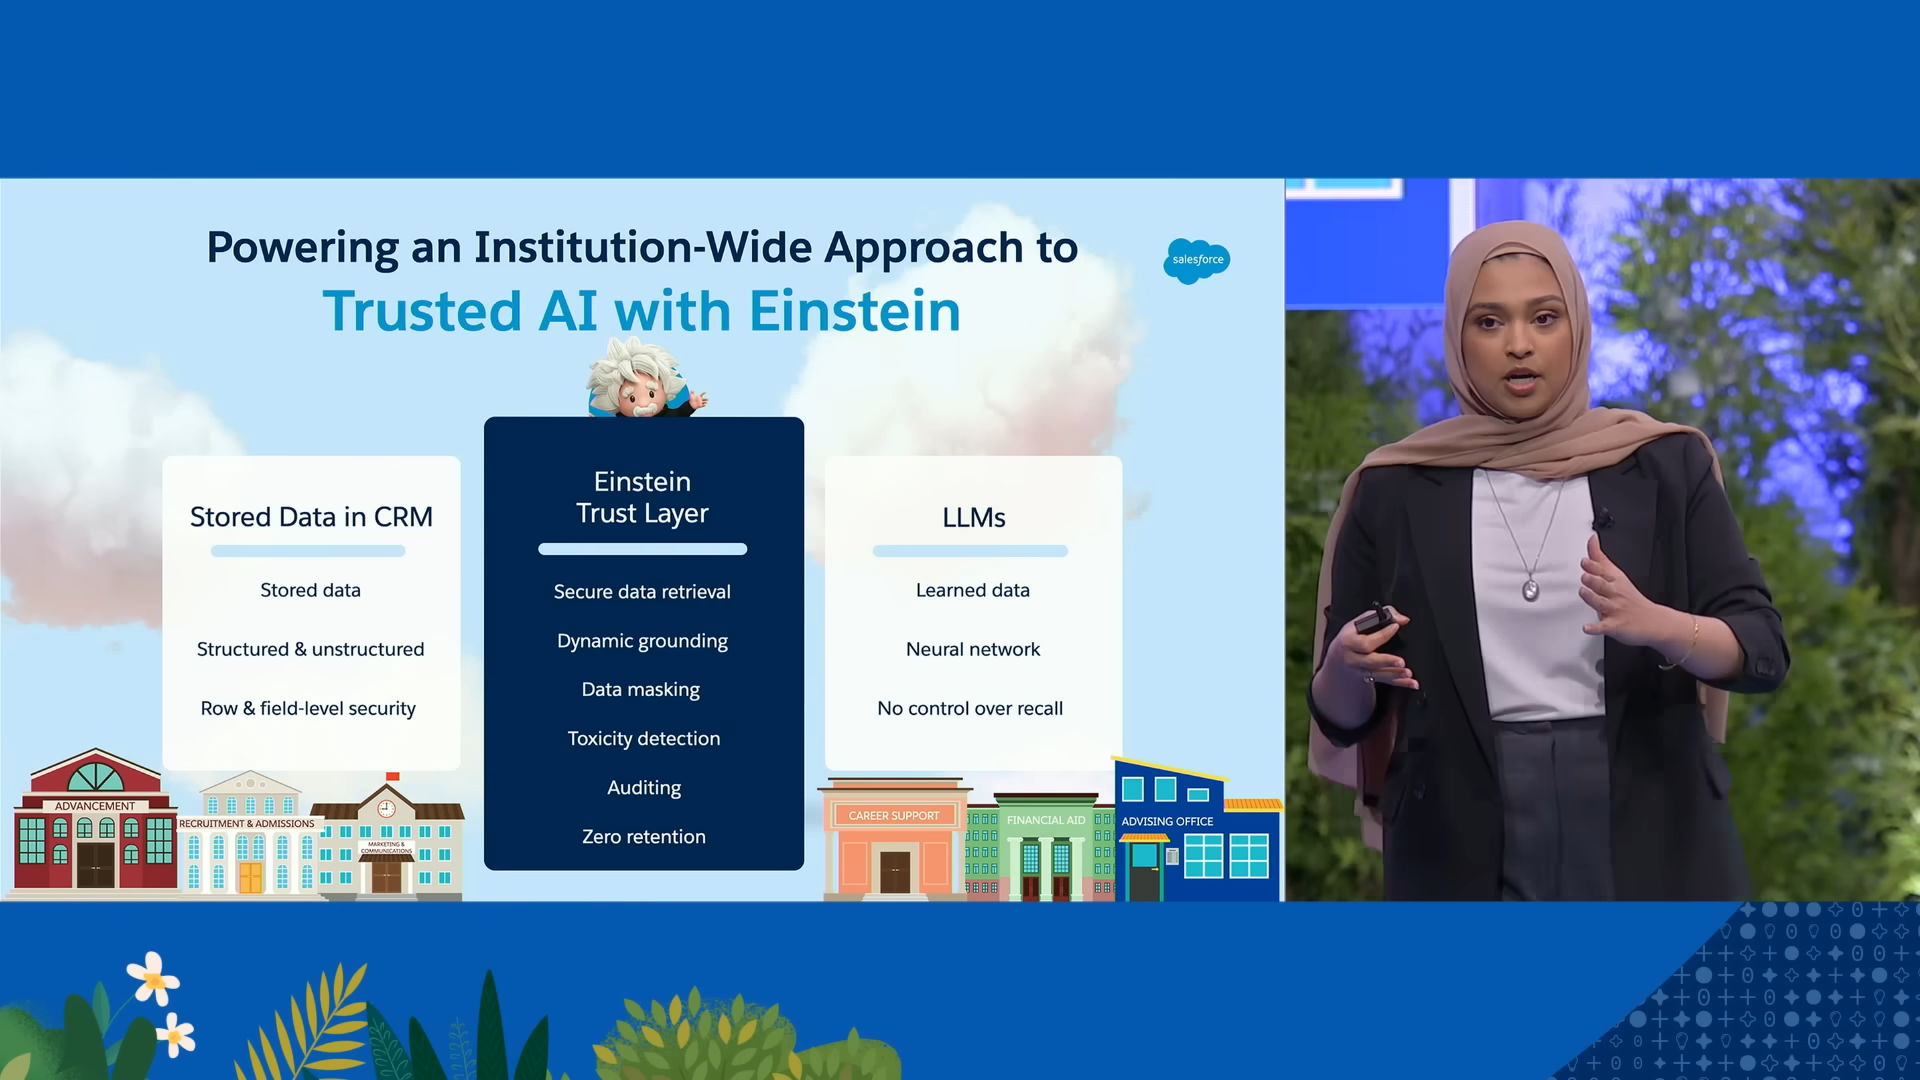 Powering an Institution-Wide Approach to
Trusted AI with Einstein
salesforce
Stored Data in CRM
Stored data
Structured & unstructured
Row & field-level security
Einstein
Trust Layer
Secure data retrieval
Dynamic grounding
Data masking
Toxicity detection
Auditing
Zero retention
LLMs
Learned data
Neural network
No control over recall
ADVANCEMENT
RECRUITMENT & ADMISSIONS
MARKETING &
COMMUNICATIONS
CAREER SUPPORT
FINANCIAL AID
ADVISING OFFICE